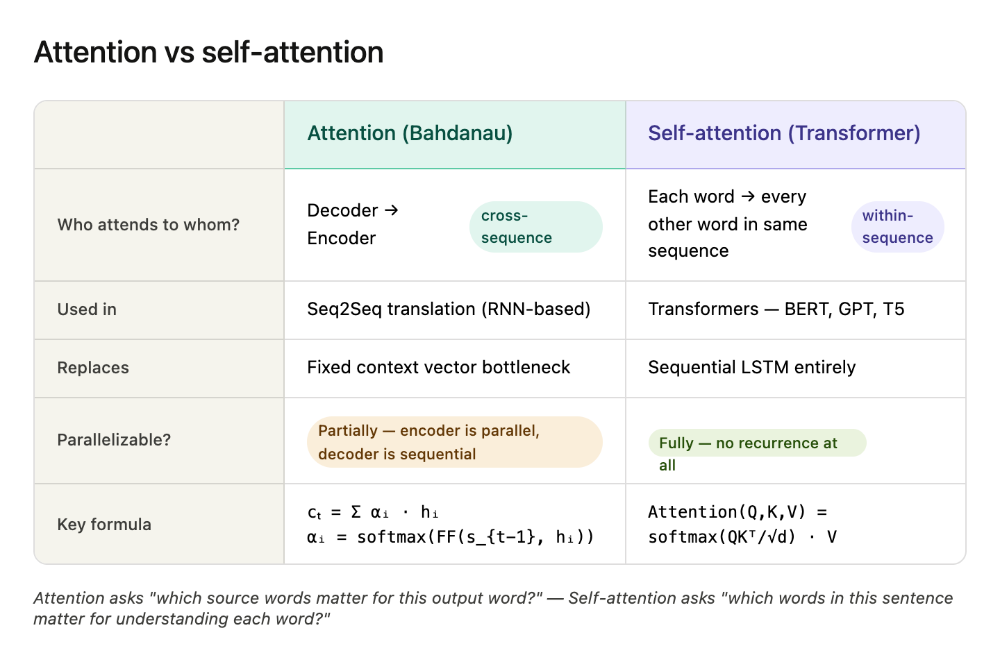 Attention vs self-attention
Attention (Bahdanau)
Self-attention (Transformer)
Who attends to whom?
Decoder →
Encoder
cross-
sequence
Each word → every
other word in same
sequence
within-
sequence
Used in
Seq2Seq translation (RNN-based)
Transformers — BERT, GPT, T5
Replaces
Fixed context vector bottleneck
Sequential LSTM entirely
Parallelizable?
Partially — encoder is parallel,
decoder is sequential
Fully — no recurrence at
all
Key formula
cₜ = Σ αᵢ · hᵢ
αᵢ = softmax(FF(s_{t−1}, hᵢ))
Attention(Q,K,V) =
softmax(QKᵀ/√d) · V
Attention asks "which source words matter for this output word?" — Self-attention asks "which words in this sentence
matter for understanding each word?"